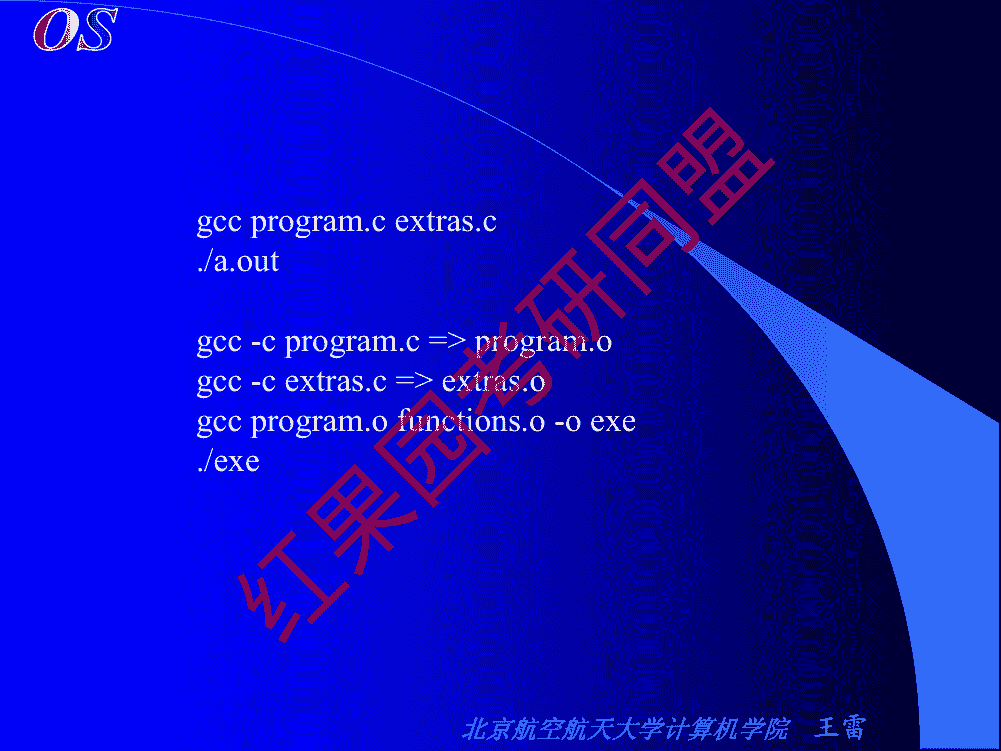 OS
gcc program.c extras.c
./a.out
gcc -c program.c => program.o
gcc -c extras.c => extras.o
gcc program.o functions.o -o exe
./exe
红果园考研同盟
北京航空航天大学计算机学院 王雷